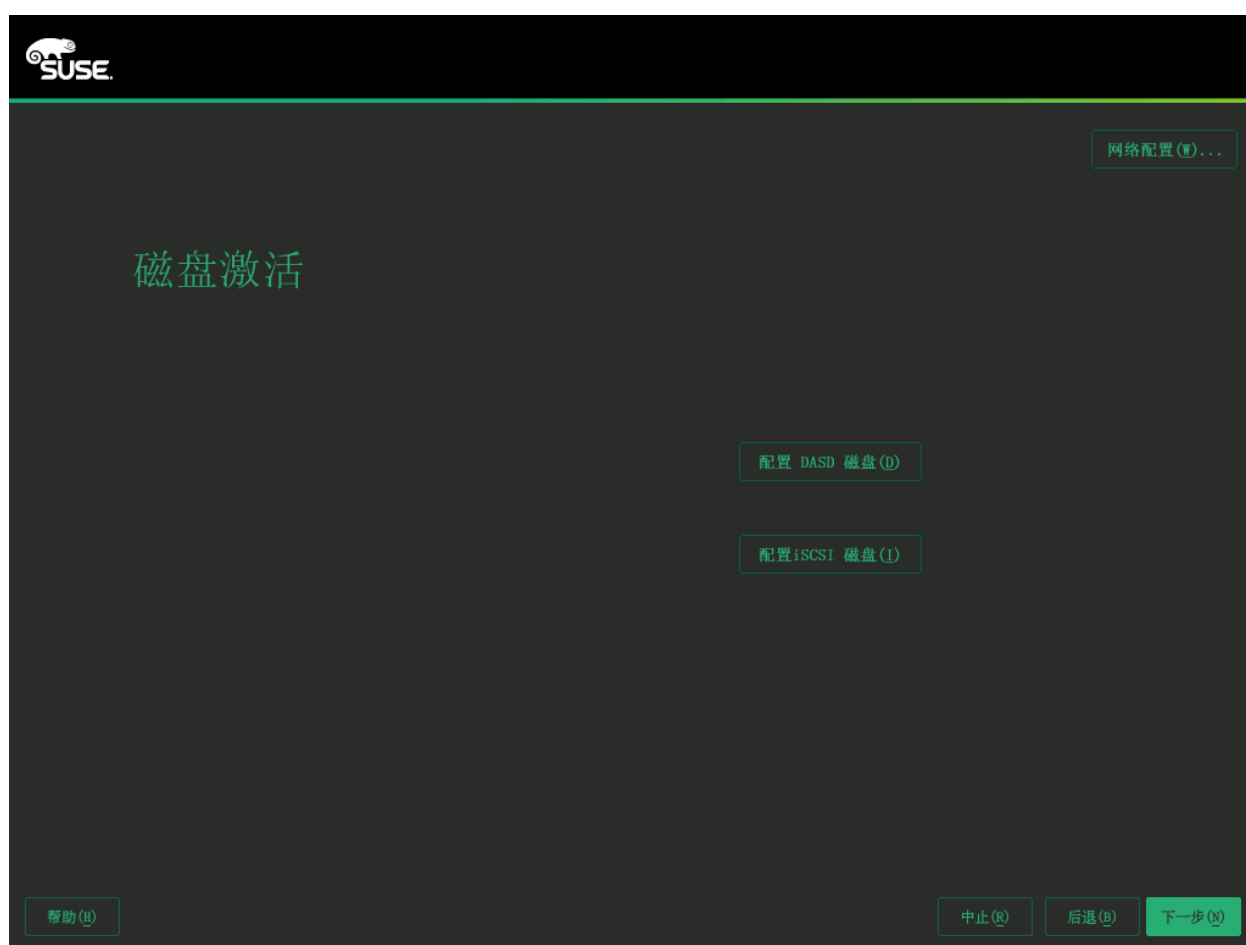 SUSE.
网络配置(W)...
磁盘激活
配置 DASD 磁盘(D)
配置iSCSI 磁盘(I)
帮助(H)
中止(R)
后退(B)
下一步(N)